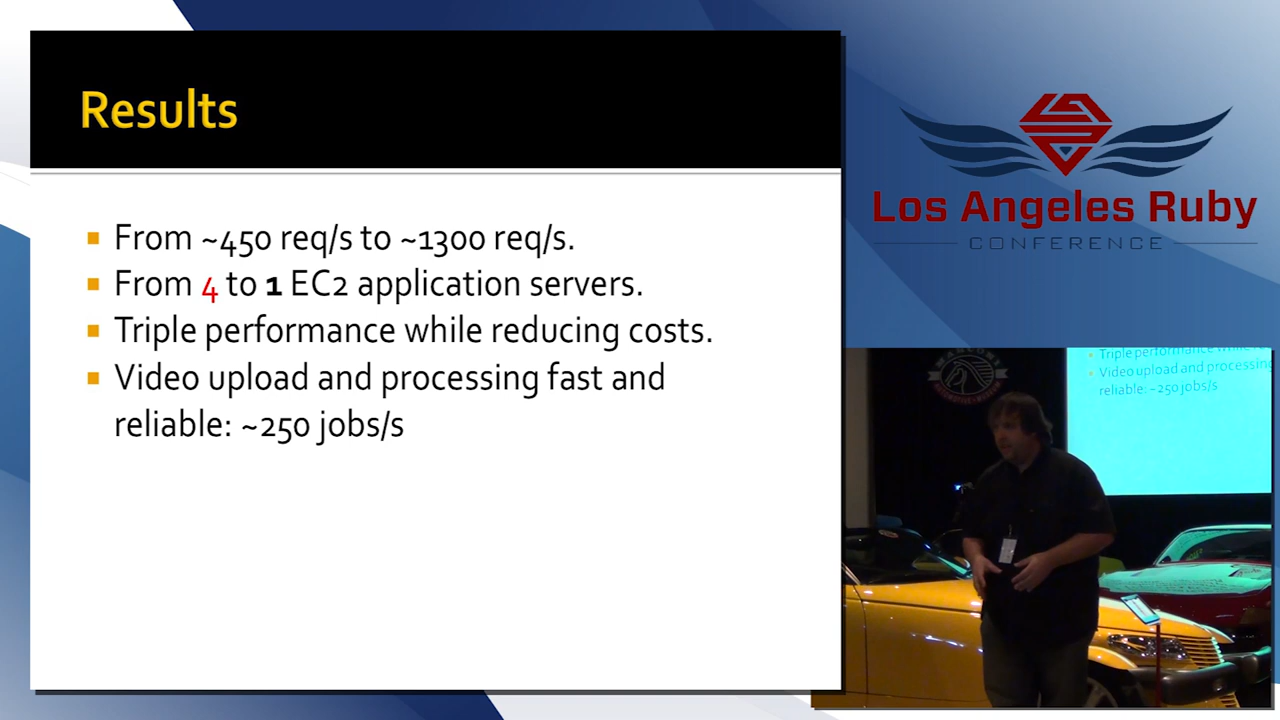 Results
From ~450 req/s to ~1300 req/s.
From 4 to 1 EC2 application servers.
Triple performance while reducing costs.
Video upload and processing fast and
reliable: ~250 jobs/s
Los Angeles Ruby
CONFERENCE
Triple performance while
Video upload and processing
reliable: ~250 jobs/s